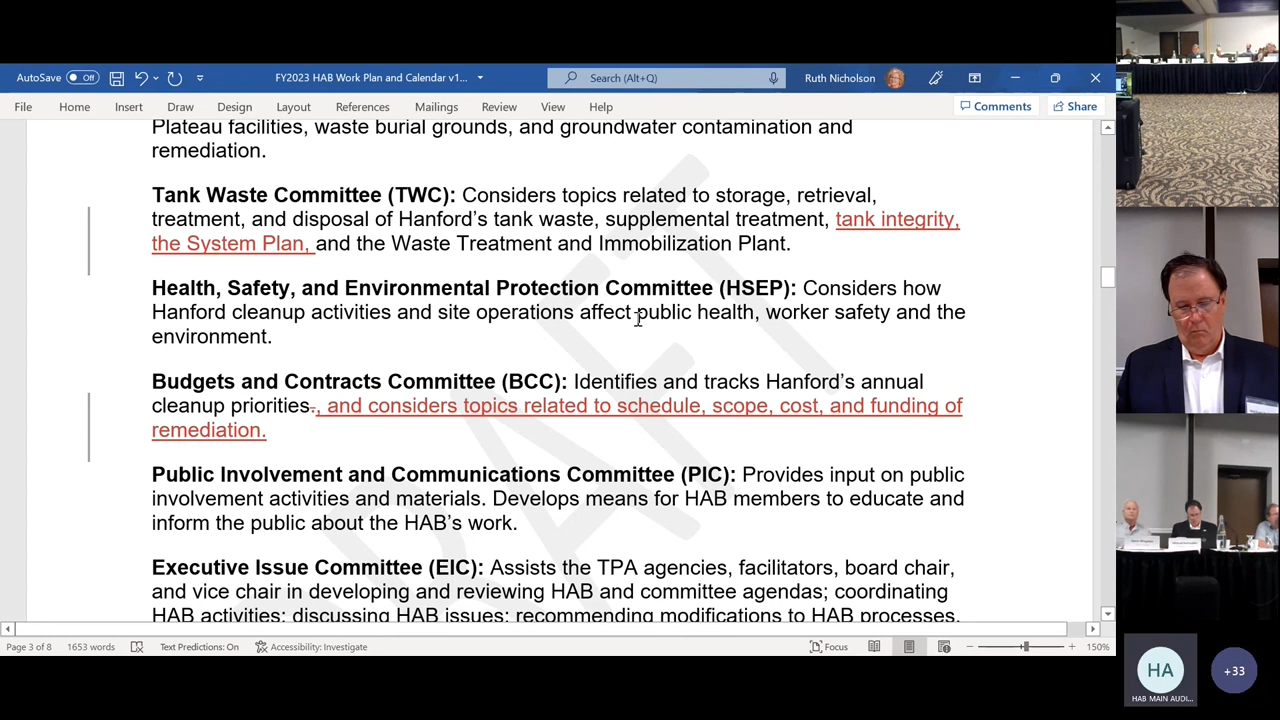 AutoSave Off FY2023 HAB Work Plan and Calendar v1... Search (Alt+Q) Ruth Nicholson
File Home Insert Draw Design Layout References Mailings Review View Help Comments Share
Plateau facilities, waste burial grounds, and groundwater contamination and
remediation.
Tank Waste Committee (TWC): Considers topics related to storage, retrieval,
treatment, and disposal of Hanford's tank waste, supplemental treatment, tank integrity,
the System Plan, and the Waste Treatment and Immobilization Plant.
Health, Safety, and Environmental Protection Committee (HSEP): Considers how
Hanford cleanup activities and site operations affect public health, worker safety and the
environment.
Budgets and Contracts Committee (BCC): Identifies and tracks Hanford's annual
cleanup priorities., and considers topics related to schedule, scope, cost, and funding of
remediation.
Public Involvement and Communications Committee (PIC): Provides input on public
involvement activities and materials. Develops means for HAB members to educate and
inform the public about the HAB's work.
Executive Issue Committee (EIC): Assists the TPA agencies, facilitators, board chair,
and vice chair in developing and reviewing HAB and committee agendas; coordinating
HAB activities; discussing HAB issues; recommending modifications to HAB processes,
DRAFT
Page 3 of 8 1653 words Text Predictions: On Accessibility: Investigate Focus 150%
HA
HAB MAIN AUDI...
+33